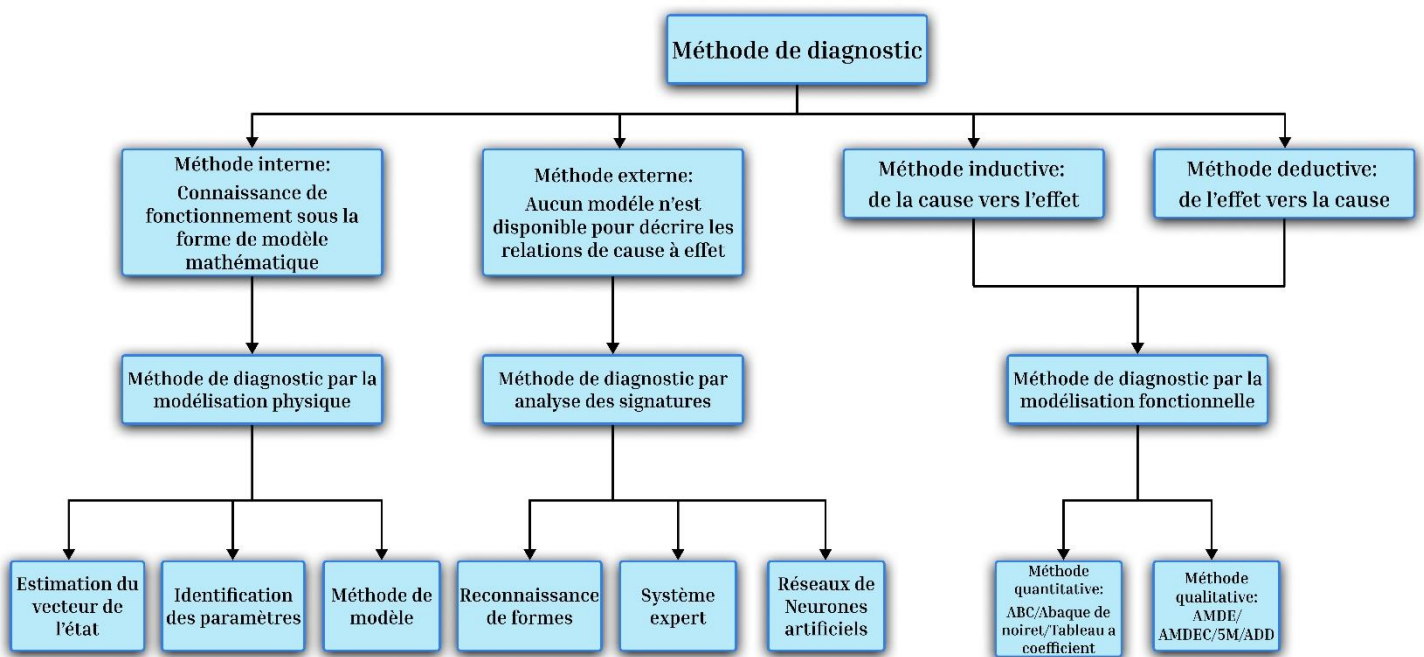 Méthode de diagnostic
Méthode interne:
Connaissance de
fonctionnement sous la
forme de modèle
mathématique
Méthode externe:
Aucun modéle n'est
disponible pour décrire les
relations de cause à effet
Méthode inductive:
de la cause vers l'effet
Méthode deductive:
de l'effet vers la cause
Méthode de diagnostic par la
modélisation physique
Méthode de diagnostic par
analyse des signatures
Méthode de diagnostic par la
modélisation fonctionnelle
Estimation du
vecteur de
l'état
Identification
des paramètres
Méthode de
modèle
Reconnaissance
de formes
Système
expert
Réseaux de
Neurones
artificiels
Méthode
quantitative:
ABC/Abaque de
noiret/Tableau a
coefficient
Méthode
qualitative:
AMDE/
AMDEC/5M/ADD